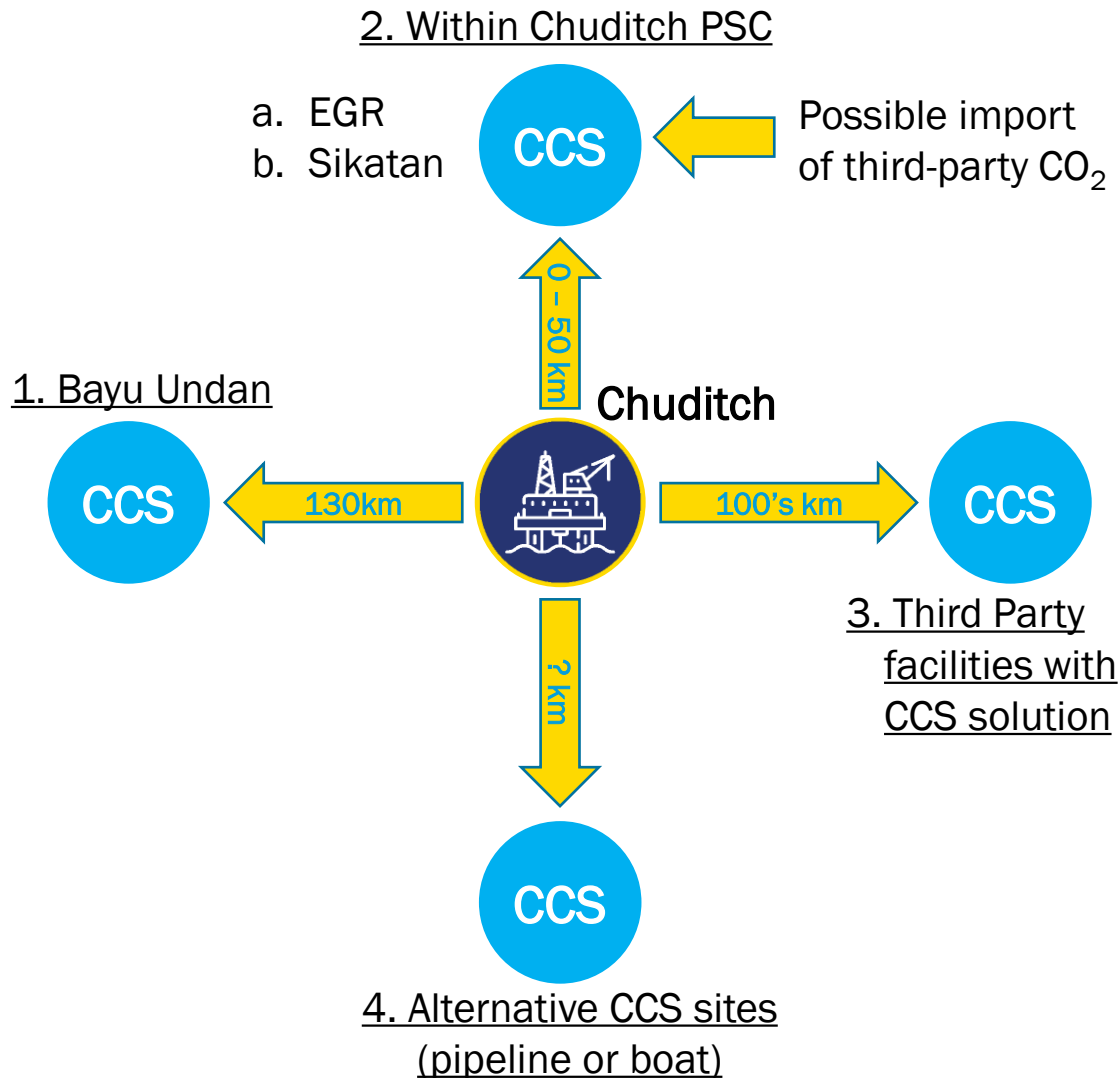 2. Within Chuditch PSC
a. EGR
b. Sikatan
CCS
Possible import
of third-party CO₂
0 – 50 km
1. Bayu Undan
Chuditch
CCS
130km
100's km
CCS
3. Third Party
facilities with
CCS solution
? km
CCS
4. Alternative CCS sites
(pipeline or boat)